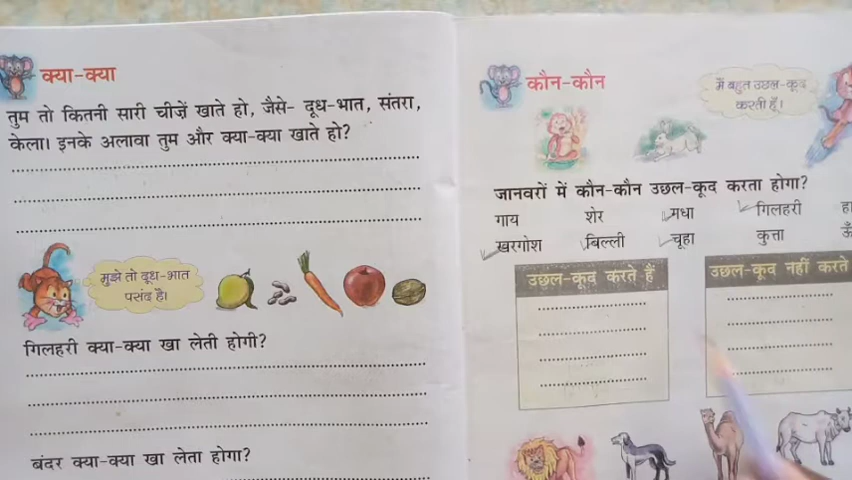 क्या-क्या
तुम तो कितनी सारी चीज़ें खाते हो, जैसे- दूध-भात, संतरा,
केला। इनके अलावा तुम और क्या-क्या खाते हो?
मुझे तो दूध-भात
पसंद है।
गिलहरी क्या-क्या खा लेती होगी?
बंदर क्या-क्या खा लेता होगा?
कौन-कौन
मैं बहुत उछल-कूद
करती हूँ।
जानवरों में कौन-कौन उछल-कूद करता होगा?
गाय शेर गधा गिलहरी
खरगोश बिल्ली चूहा कुत्ता
उछल-कूद करते हैं
उछल-कूद नहीं करते